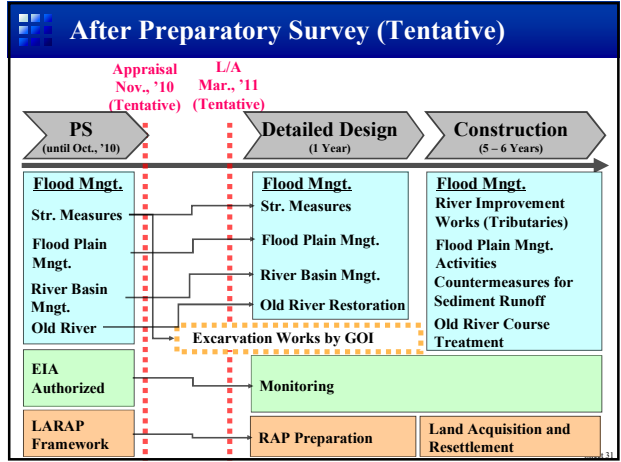 After Preparatory Survey (Tentative)
Appraisal
Nov., ’10
(Tentative)
L/A
Mar., ’11
(Tentative)
PS
(until Oct., ’10)
Detailed Design
(1 Year)
Construction
(5 – 6 Years)
Flood Mngt.
Str. Measures
Flood Plain
Mngt.
River Basin
Mngt.
Old River
Flood Mngt.
Str. Measures
Flood Plain Mngt.
River Basin Mngt.
Old River Restoration
Flood Mngt.
River Improvement
Works (Tributaries)
Flood Plain Mngt.
Activities
Countermeasures for
Sediment Runoff
Old River Course
Treatment
Excarvation Works by GOI
EIA
Authorized
Monitoring
LARAP
Framework
RAP Preparation
Land Acquisition and
Resettlement
31